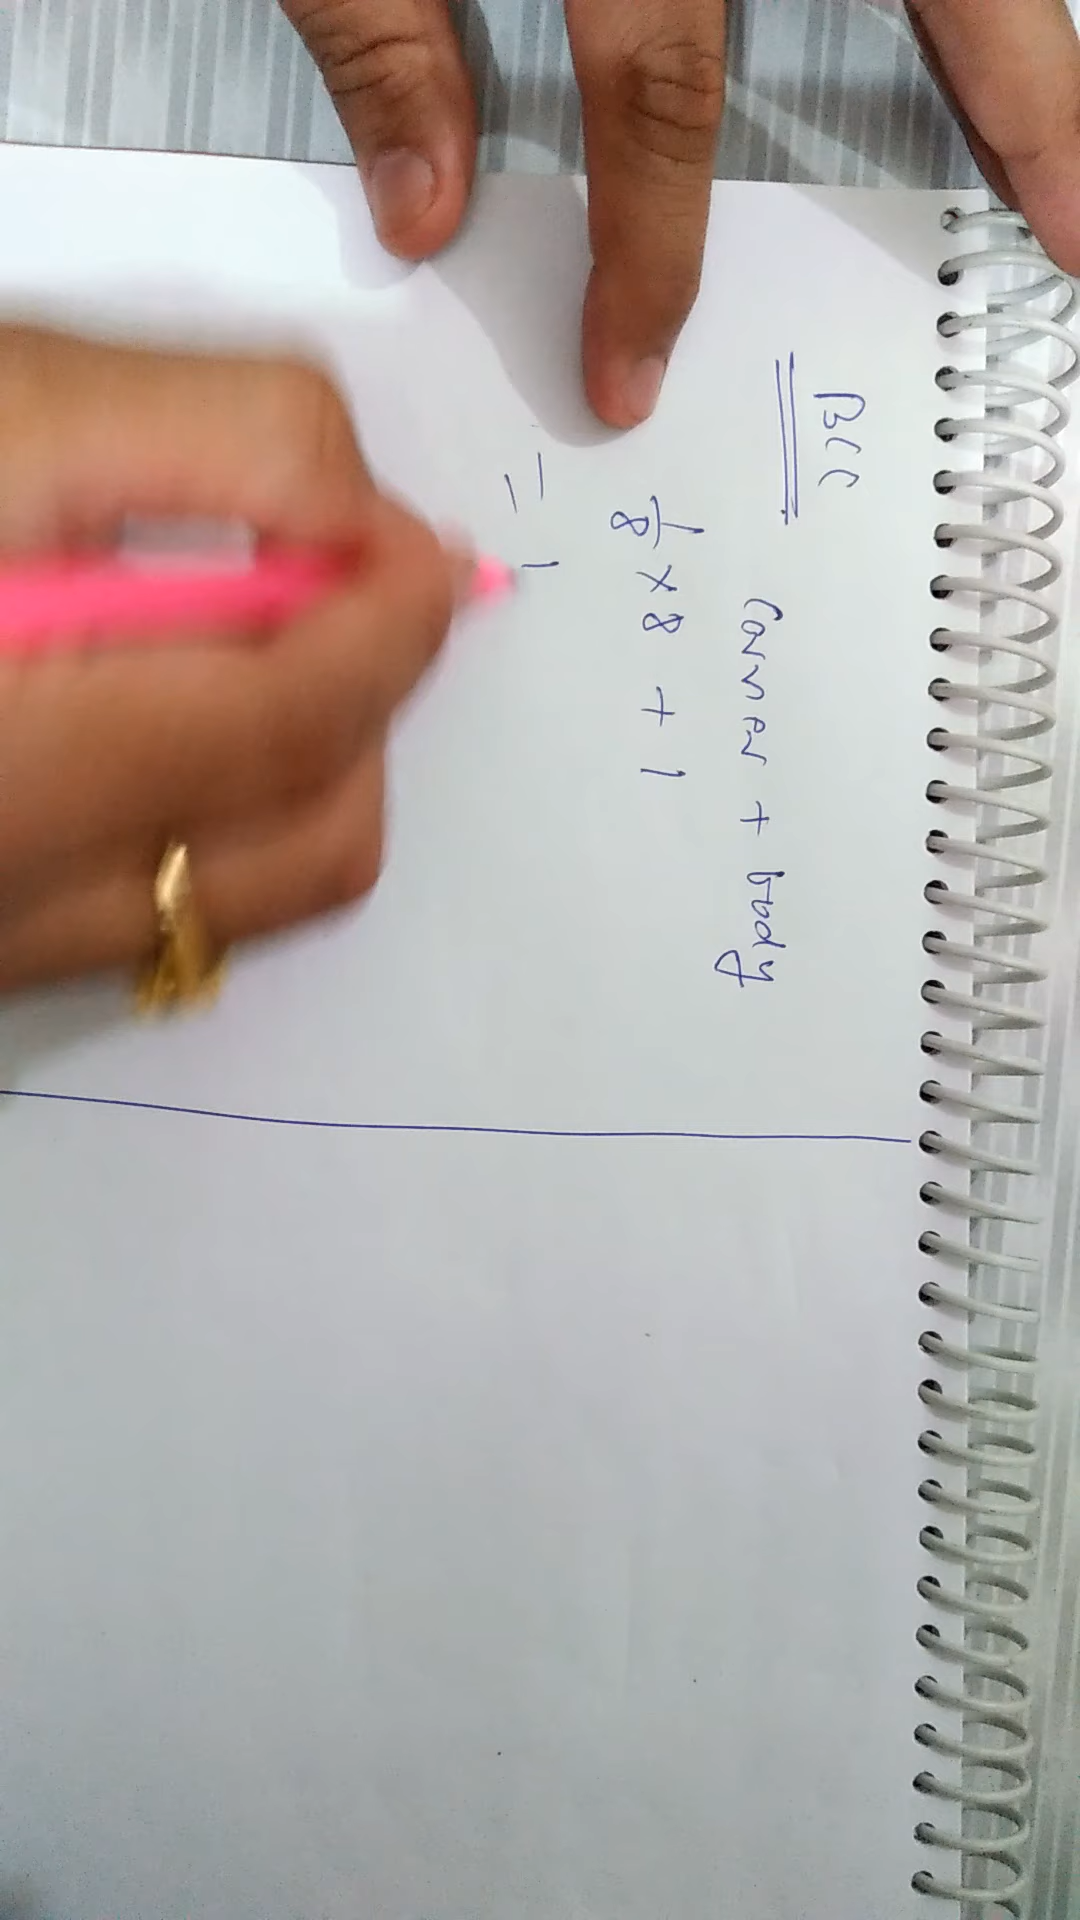 BCC
Corner + body
1/8 × 8 + 1
= 1